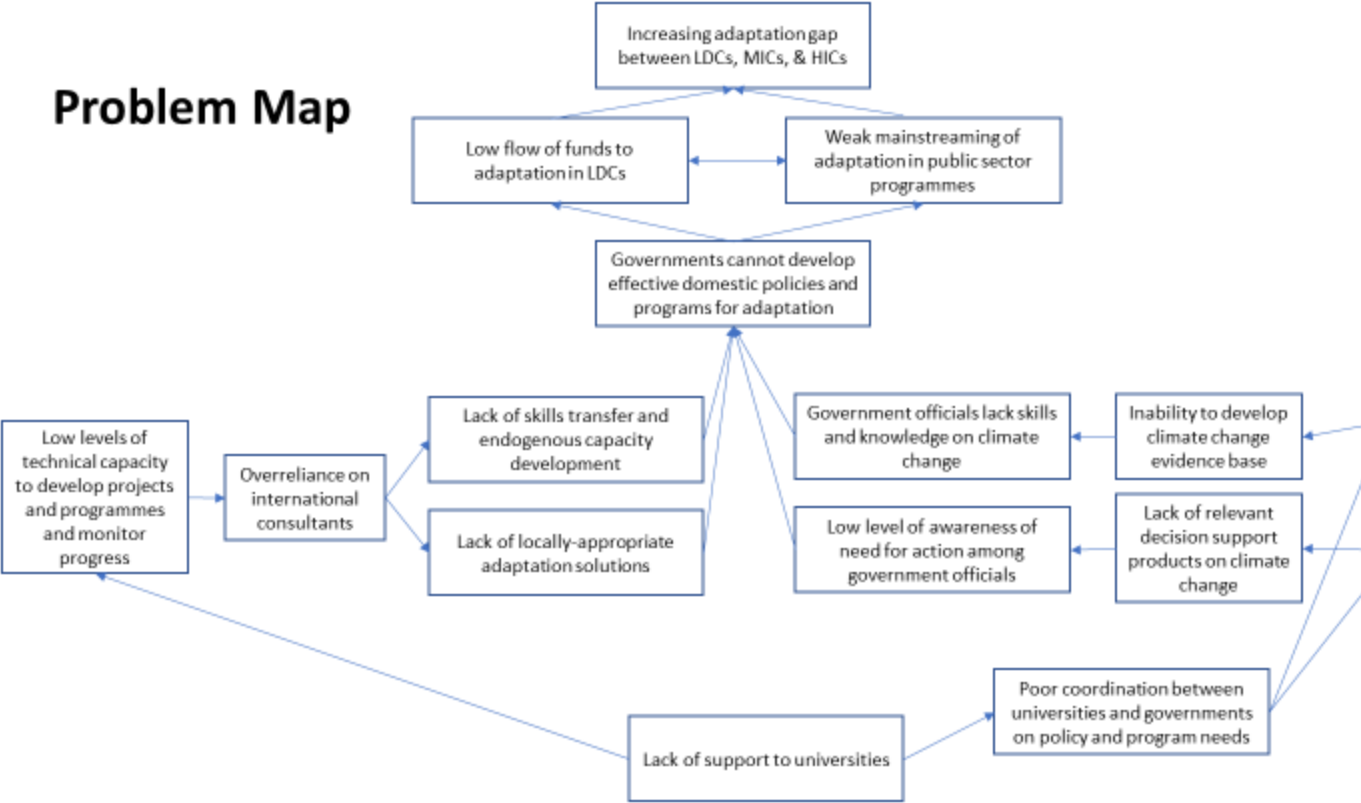 Increasing adaptation gap
between LDCs, MICs, & HICs
Problem Map
Low flow of funds to
adaptation in LDCs
Weak mainstreaming of
adaptation in public sector
programmes
Governments cannot develop
effective domestic policies and
programs for adaptation
Low levels of
technical capacity
to develop projects
and programmes
and monitor
progress
Overreliance on
international
consultants
Lack of skills transfer and
endogenous capacity
development
Lack of locally-appropriate
adaptation solutions
Government officials lack skills
and knowledge on climate
change
Inability to develop
climate change
evidence base
Low level of awareness of
need for action among
government officials
Lack of relevant
decision support
products on climate
change
Poor coordination between
universities and governments
on policy and program needs
Lack of support to universities